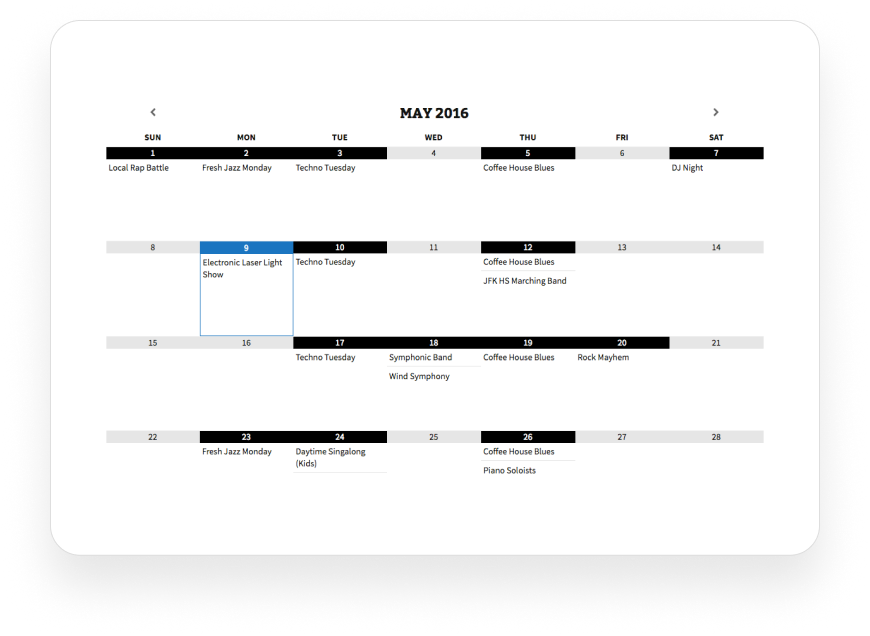 MAY 2016
SUN MON TUE WED THU FRI SAT
1 2 3 4 5 6 7
Local Rap Battle Fresh Jazz Monday Techno Tuesday Coffee House Blues DJ Night
8 9 10 11 12 13 14
Electronic Laser Light Techno Tuesday Coffee House Blues
Show
JFK HS Marching Band
15 16 17 18 19 20 21
Techno Tuesday Symphonic Band Coffee House Blues Rock Mayhem
Wind Symphony
22 23 24 25 26 27 28
Fresh Jazz Monday Daytime Singalong Coffee House Blues
(Kids)
Piano Soloists